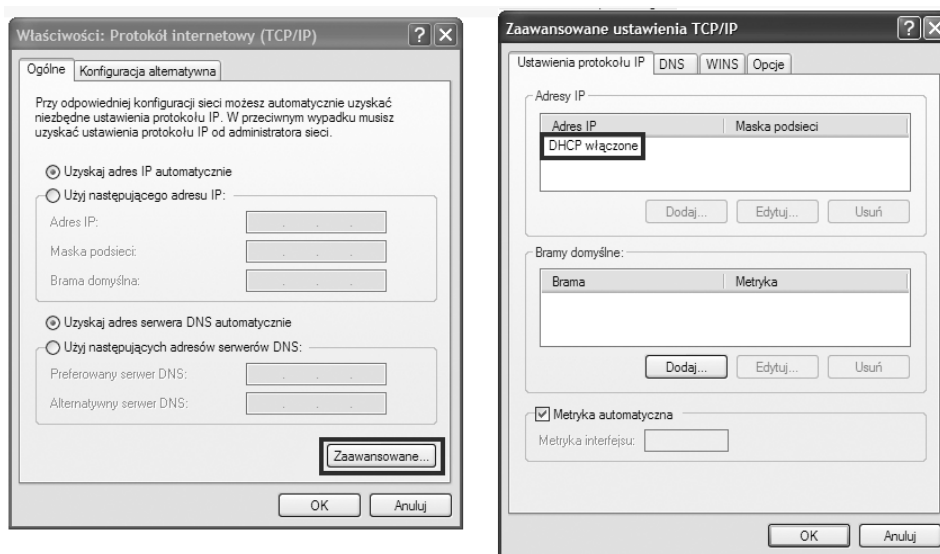 Właściwości: Protokół internetowy (TCP/IP)
Ogólne
Konfiguracja alternatywna
Przy odpowiedniej konfiguracji sieci możesz automatycznie uzyskać
niezbędne ustawienia protokołu IP. W przeciwnym wypadku musisz
uzyskać ustawienia protokołu IP od administratora sieci.
Uzyskaj adres IP automatycznie
Użyj następującego adresu IP:
Adres IP:
Maska podsieci:
Brama domyślna:
Uzyskaj adres serwera DNS automatycznie
Użyj następujących adresów serwerów DNS:
Preferowany serwer DNS:
Alternatywny serwer DNS:
Zaawansowane...
OK
Anuluj
Zaawansowane ustawienia TCP/IP
Ustawienia protokołu IP
DNS
WINS
Opcje
Adresy IP
Adres IP
Maska podsieci
DHCP włączone
Dodaj...
Edytuj...
Usuń
Bramy domyślne:
Brama
Metryka
Dodaj...
Edytuj...
Usuń
Metryka automatyczna
Metryka interfejsu:
OK
Anuluj